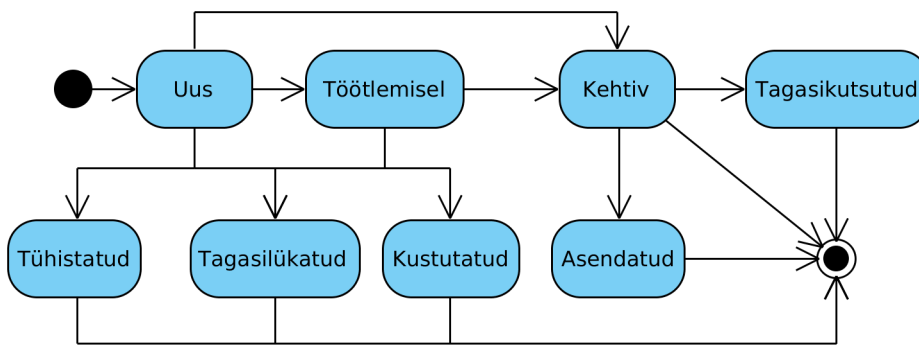 Uus
Töötlemisel
Kehtiv
Tagasikutsutud
Tühistatud
Tagasilükatud
Kustutatud
Asendatud